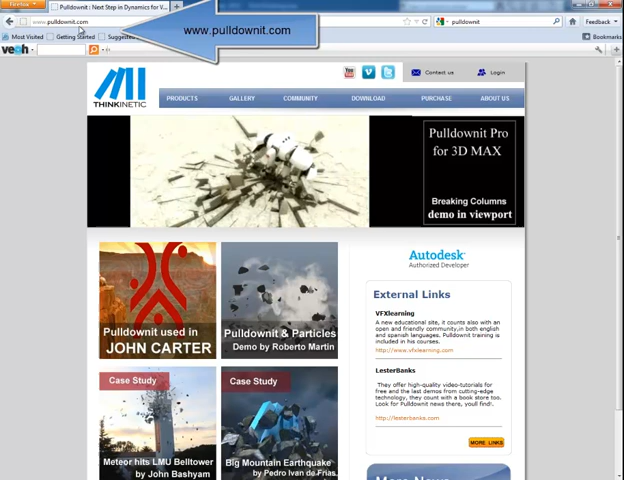 Firefox
Pulldownit : Next Step in Dynamics for V...
www.pulldownit.com
www.pulldownit.com
pulldownit
Feedback
Most Visited
Getting Started
Suggested
Bookmarks
veoh
You Tube
Contact us
Login
THINKINETIC
PRODUCTS
GALLERY
COMMUNITY
DOWNLOAD
PURCHASE
ABOUT US
Pulldownit Pro
for 3D MAX
Breaking Columns
demo in viewport
Pulldownit used in
JOHN CARTER
Pulldownit & Particles
Demo by Roberto Martin
Case Study
Meteor hits LMU Belltower
by John Bashyam
Case Study
Big Mountain Earthquake
by Pedro Ivan de Frias
Autodesk
Authorized Developer
External Links
VFXlearning
A new educational site, it counts also with an
open and friendly community,in both english
and spanish languages. Pulldownit training is
included in his courses.
http://www.vfxlearning.com
LesterBanks
They offer high-quality video-tutorials for
free and the last demos from cutting-edge
technology, they count with a book store too.
Look for Pulldownit news there, youll find!.
http://lesterbanks.com
MORE LINKS
More News